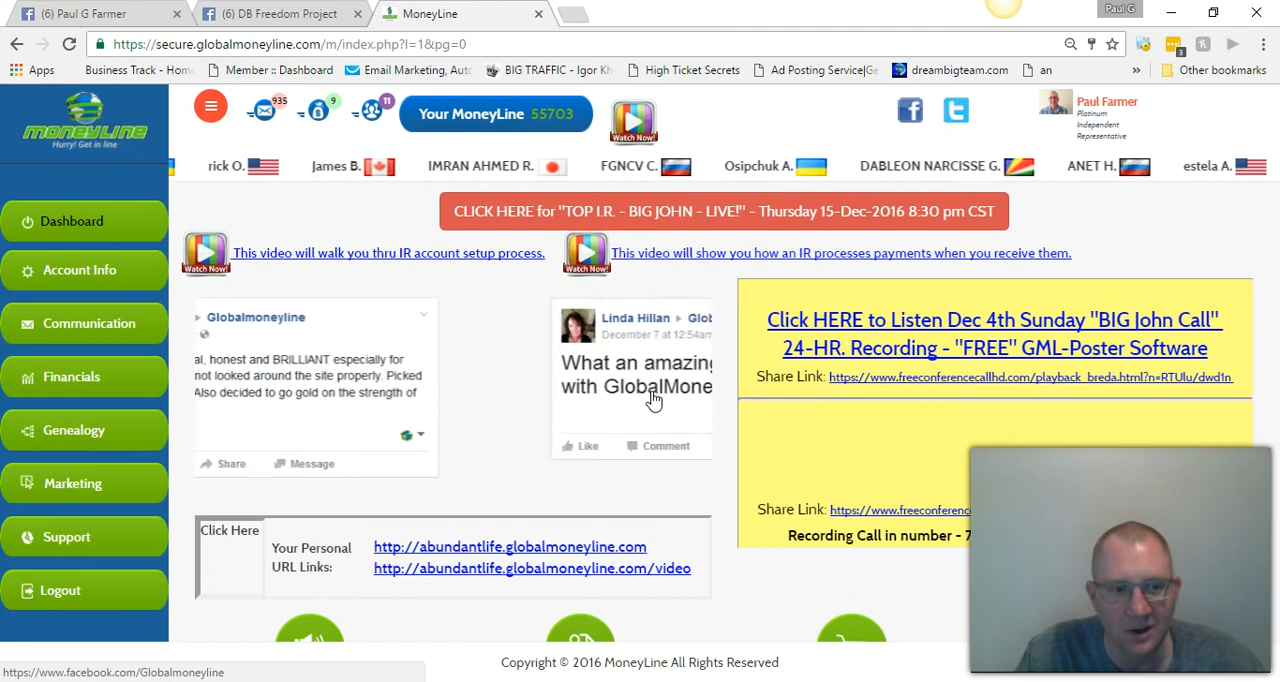 (6) Paul G Farmer
(6) DB Freedom Project
MoneyLine
Paul G
https://secure.globalmoneyline.com/m/index.php?l=1&pg=0
3
Apps
Business Track - Home
Member :: Dashboard
Email Marketing, Auto
BIG TRAFFIC - Igor Kh
High Ticket Secrets
Ad Posting Service|Ge
dreambigteam.com
an
»
Other bookmarks
MONEYLINE
Hurry! Get in line
935
9
11
Your MoneyLine 55703
Watch Now!
Paul Farmer
Platinum
Independent
Representative
rick O.
James B.
IMRAN AHMED R.
FGNCV C.
Osipchuk A.
DABLEON NARCISSE G.
ANET H.
estela A.
Dashboard
Account Info
Communication
Financials
Genealogy
Marketing
Support
Logout
CLICK HERE for "TOP I.R. - BIG JOHN - LIVE!" - Thursday 15-Dec-2016 8:30 pm CST
Watch Now!
This video will walk you thru IR account setup process.
Watch Now!
This video will show you how an IR processes payments when you receive them.
Globalmoneyline
al, honest and BRILLIANT especially for
not looked around the site properly. Picked
Also decided to go gold on the strength of
Share
Message
Linda Hillan ▸ Glob
December 7 at 12:54am
What an amazing
with GlobalMone
Like
Comment
Click HERE to Listen Dec 4th Sunday "BIG John Call"
24-HR. Recording - "FREE" GML-Poster Software
Share Link: https://www.freeconferencecallhd.com/playback_breda.html?n=RTUlu/dwd1n
Share Link: https://www.freeconference
Recording Call in number - 7
Click Here
Your Personal
URL Links:
http://abundantlife.globalmoneyline.com
http://abundantlife.globalmoneyline.com/video
https://www.facebook.com/Globalmoneyline
Copyright © 2016 MoneyLine All Rights Reserved